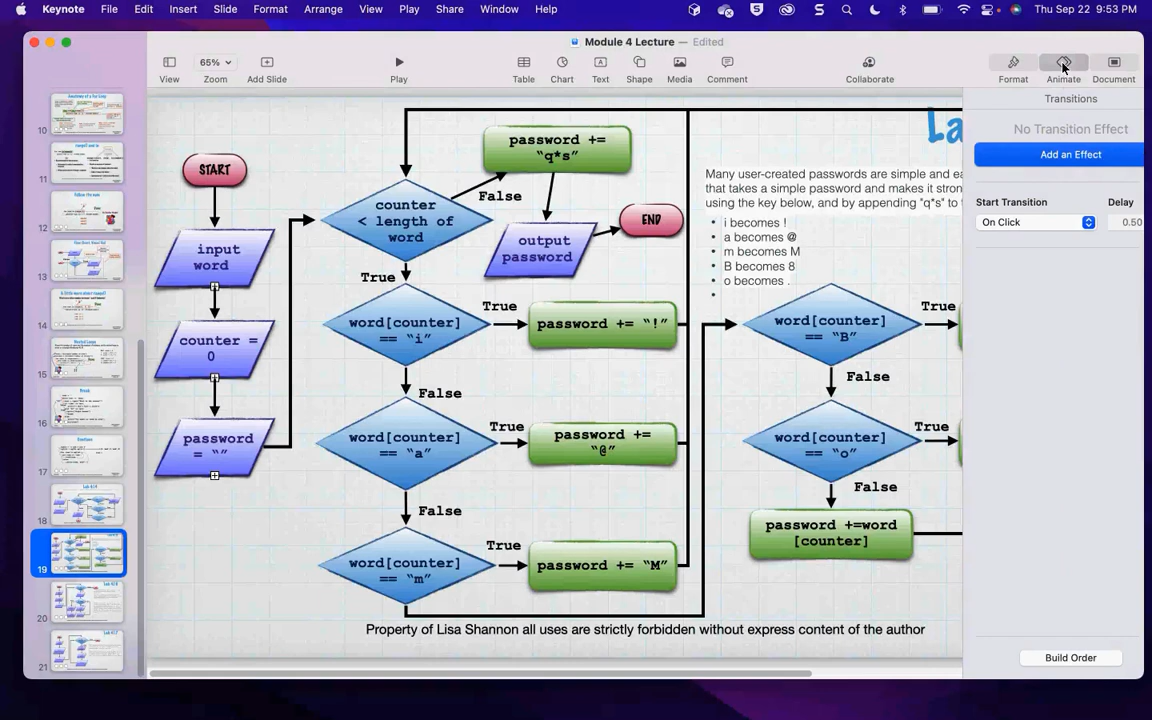 Keynote File Edit Insert Slide Format Arrange View Play Share Window Help Thu Sep 22 9:53 PM
Module 4 Lecture — Edited
65%
View Zoom Add Slide Play Table Chart Text Shape Media Comment Collaborate Format Animate Document
Transitions
No Transition Effect
Add an Effect
Start Transition Delay
On Click 0.50
Build Order
10
11
12
13
14
15
16
17
18
19
20
21
La
Many user-created passwords are simple and ea
that takes a simple password and makes it stron
using the key below, and by appending "q*s" to
• i becomes !
• a becomes @
• m becomes M
• B becomes 8
• o becomes .
•
START
input
word
counter =
0
password
= “”
counter
< length of
word
False
password +=
“q*s”
output
password
END
True
word[counter]
== “i”
True
password += “!”
False
word[counter]
== “a”
True
password +=
“@”
False
word[counter]
== “m”
True
password += “M”
word[counter]
== “B”
True
False
word[counter]
== “o”
True
False
password +=word
[counter]
Property of Lisa Shannon all uses are strictly forbidden without express content of the author